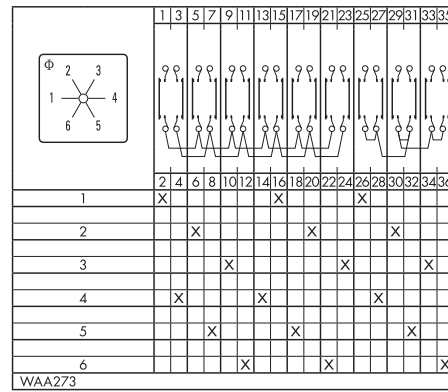 1 3 5 7 9 11 13 15 17 19 21 23 25 27 29 31 33 35
Φ 2 3
1 4
6 5
2 4 6 8 10 12 14 16 18 20 22 24 26 28 30 32 34 36
1 X X X
2 X X X
3 X X X
4 X X X
5 X X X
6 X X X
WAA273